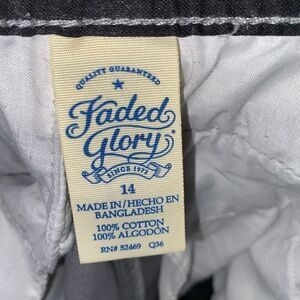 QUALITY GUARANTEED
Faded
Glory
SINCE 1972
14
MADE IN/HECHO EN
BANGLADESH
100% COTTON
100% ALGODÓN
RN# 52469 Q36